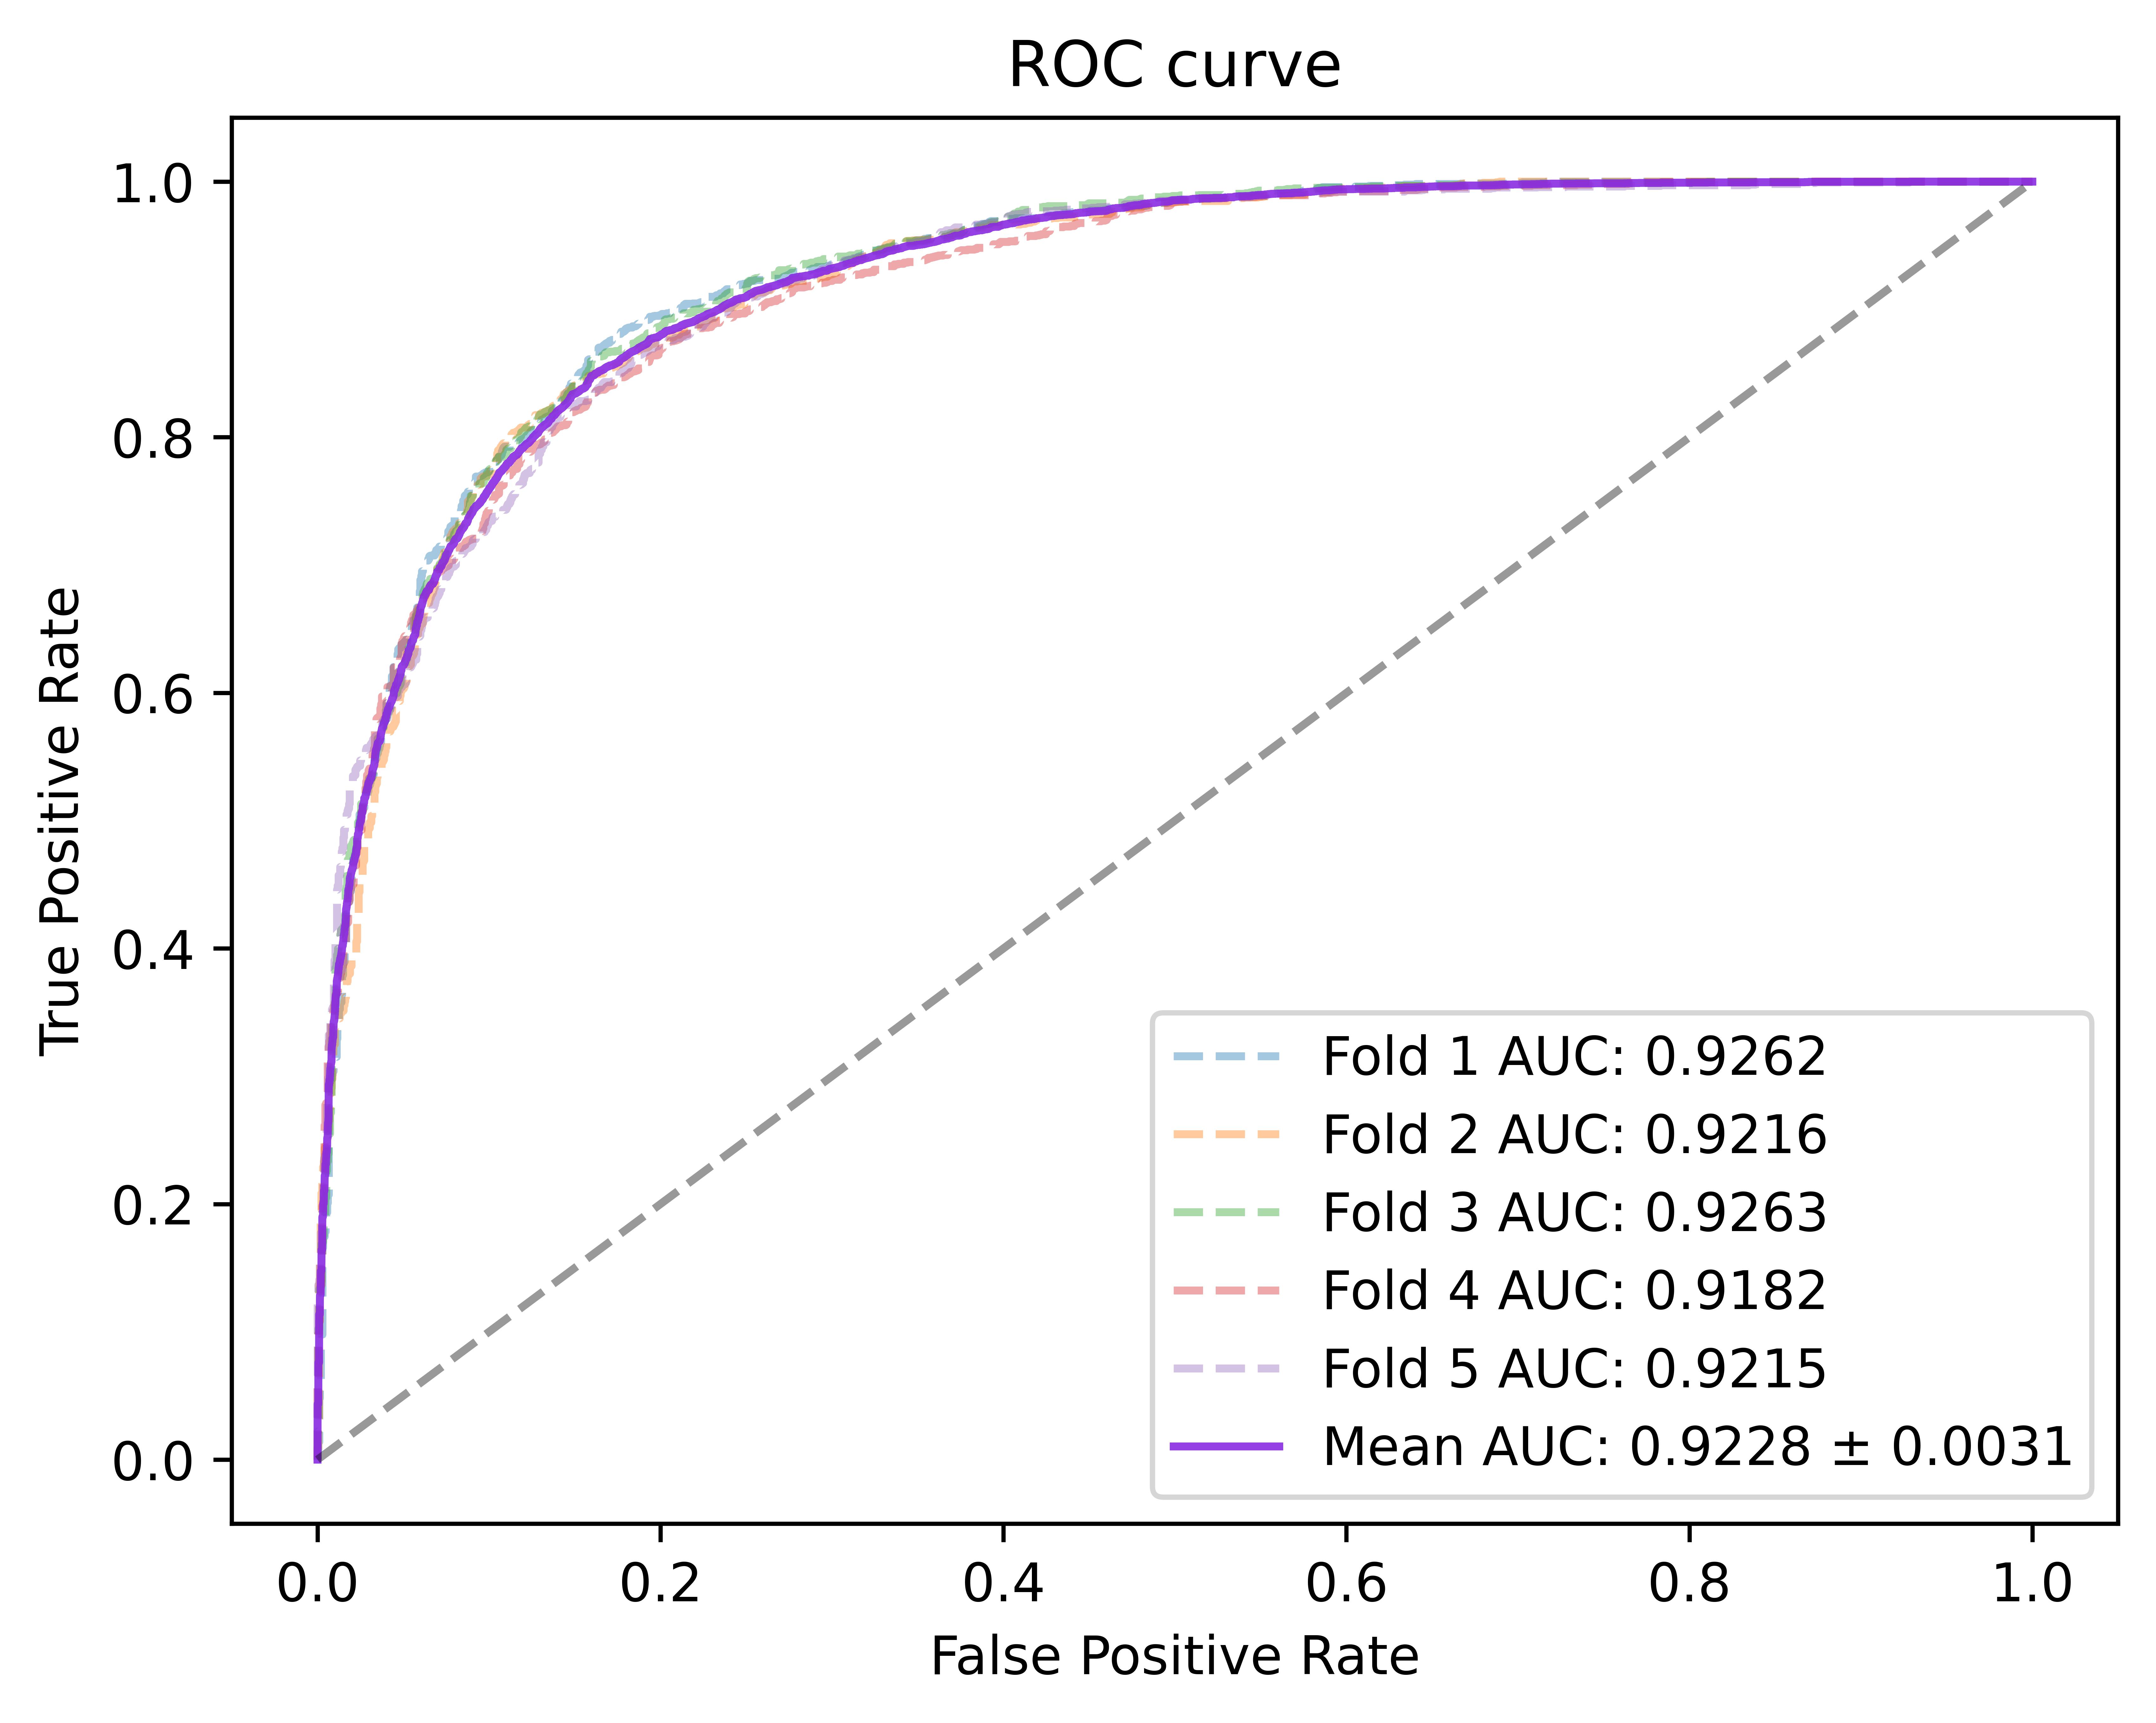 ROC curve
True Positive Rate
1.0
0.8
0.6
0.4
0.2
0.0
Fold 1 AUC: 0.9262
Fold 2 AUC: 0.9216
Fold 3 AUC: 0.9263
Fold 4 AUC: 0.9182
Fold 5 AUC: 0.9215
Mean AUC: 0.9228 ± 0.0031
0.0 0.2 0.4 0.6 0.8 1.0
False Positive Rate